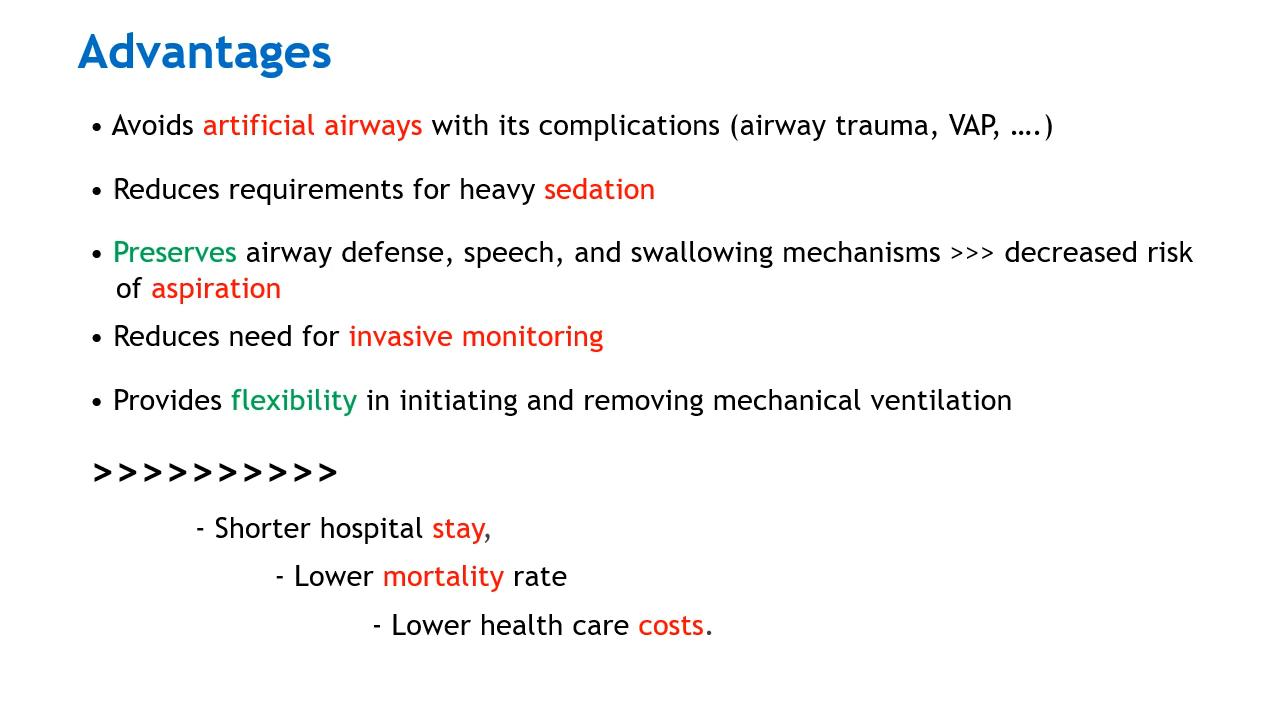 Advantages
• Avoids artificial airways with its complications (airway trauma, VAP, ….)
• Reduces requirements for heavy sedation
• Preserves airway defense, speech, and swallowing mechanisms >>> decreased risk
of aspiration
• Reduces need for invasive monitoring
• Provides flexibility in initiating and removing mechanical ventilation
>>>>>>>>>>
- Shorter hospital stay,
- Lower mortality rate
- Lower health care costs.